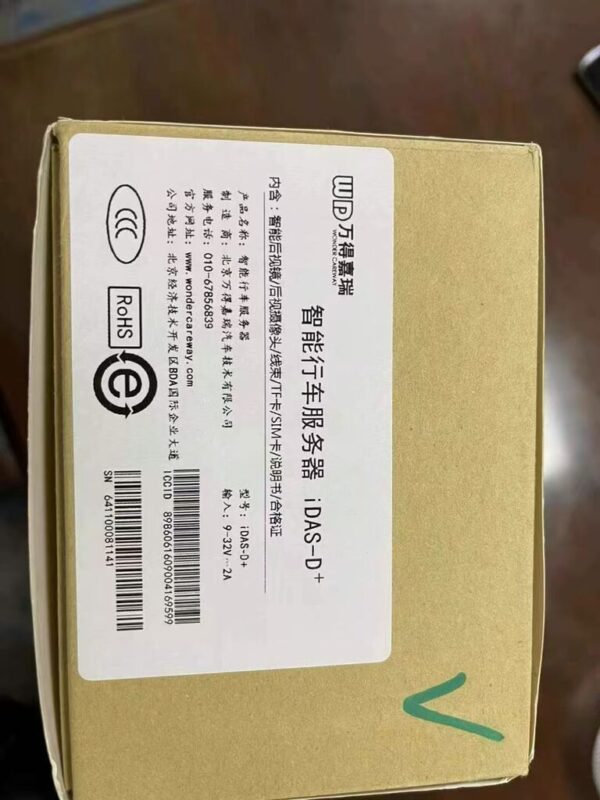 WD 万得嘉瑞
WONDER CAREWAY
智能行车服务器 iDAS-D⁺
内含：智能后视镜/后视摄像头/线束/TF卡/SIM卡/说明书/合格证
产品名称：智能行车服务器 型号：iDAS-D+
制 造 商：北京万得嘉瑞汽车技术有限公司 输入：9-32V⎓2A
服务电话：010-67856839
官方网址：www.wondercareway.com
公司地址：北京经济技术开发区BDA国际企业大道
CCC
RoHS
e
ICCID 8986061609004169599
SN 6411000811141